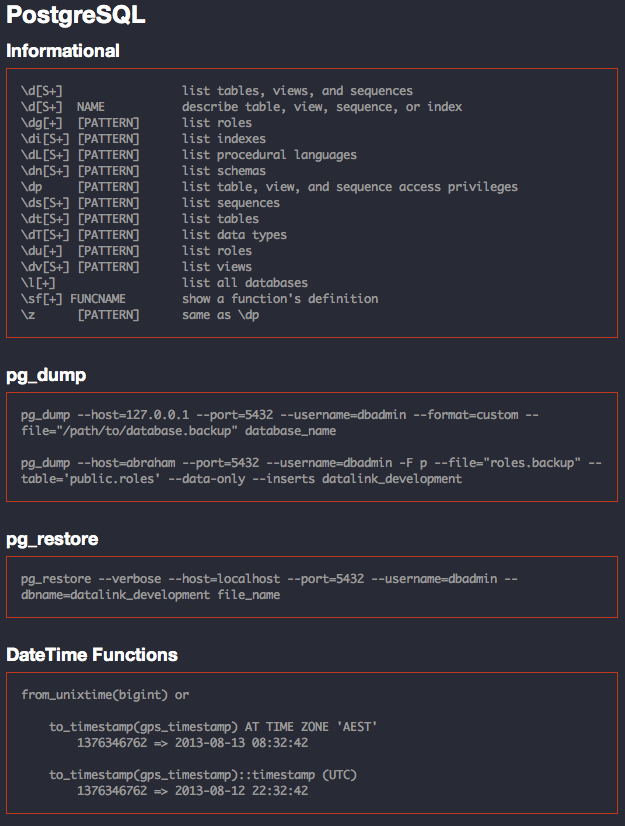 PostgreSQL
Informational
\d[S+]                 list tables, views, and sequences
\d[S+]  NAME           describe table, view, sequence, or index
\dg[+]  [PATTERN]      list roles
\di[S+] [PATTERN]      list indexes
\dL[S+] [PATTERN]      list procedural languages
\dn[S+] [PATTERN]      list schemas
\dp     [PATTERN]      list table, view, and sequence access privileges
\ds[S+] [PATTERN]      list sequences
\dt[S+] [PATTERN]      list tables
\dT[S+] [PATTERN]      list data types
\du[+]  [PATTERN]      list roles
\dv[S+] [PATTERN]      list views
\l[+]                  list all databases
\sf[+] FUNCNAME        show a function's definition
\z      [PATTERN]      same as \dp
pg_dump
pg_dump --host=127.0.0.1 --port=5432 --username=dbadmin --format=custom --
file="/path/to/database.backup" database_name
pg_dump --host=abraham --port=5432 --username=dbadmin -F p --file="roles.backup" --
table='public.roles' --data-only --inserts datalink_development
pg_restore
pg_restore --verbose --host=localhost --port=5432 --username=dbadmin --
dbname=datalink_development file_name
DateTime Functions
from_unixtime(bigint) or
    to_timestamp(gps_timestamp) AT TIME ZONE 'AEST'
        1376346762 => 2013-08-13 08:32:42
    to_timestamp(gps_timestamp)::timestamp (UTC)
        1376346762 => 2013-08-12 22:32:42